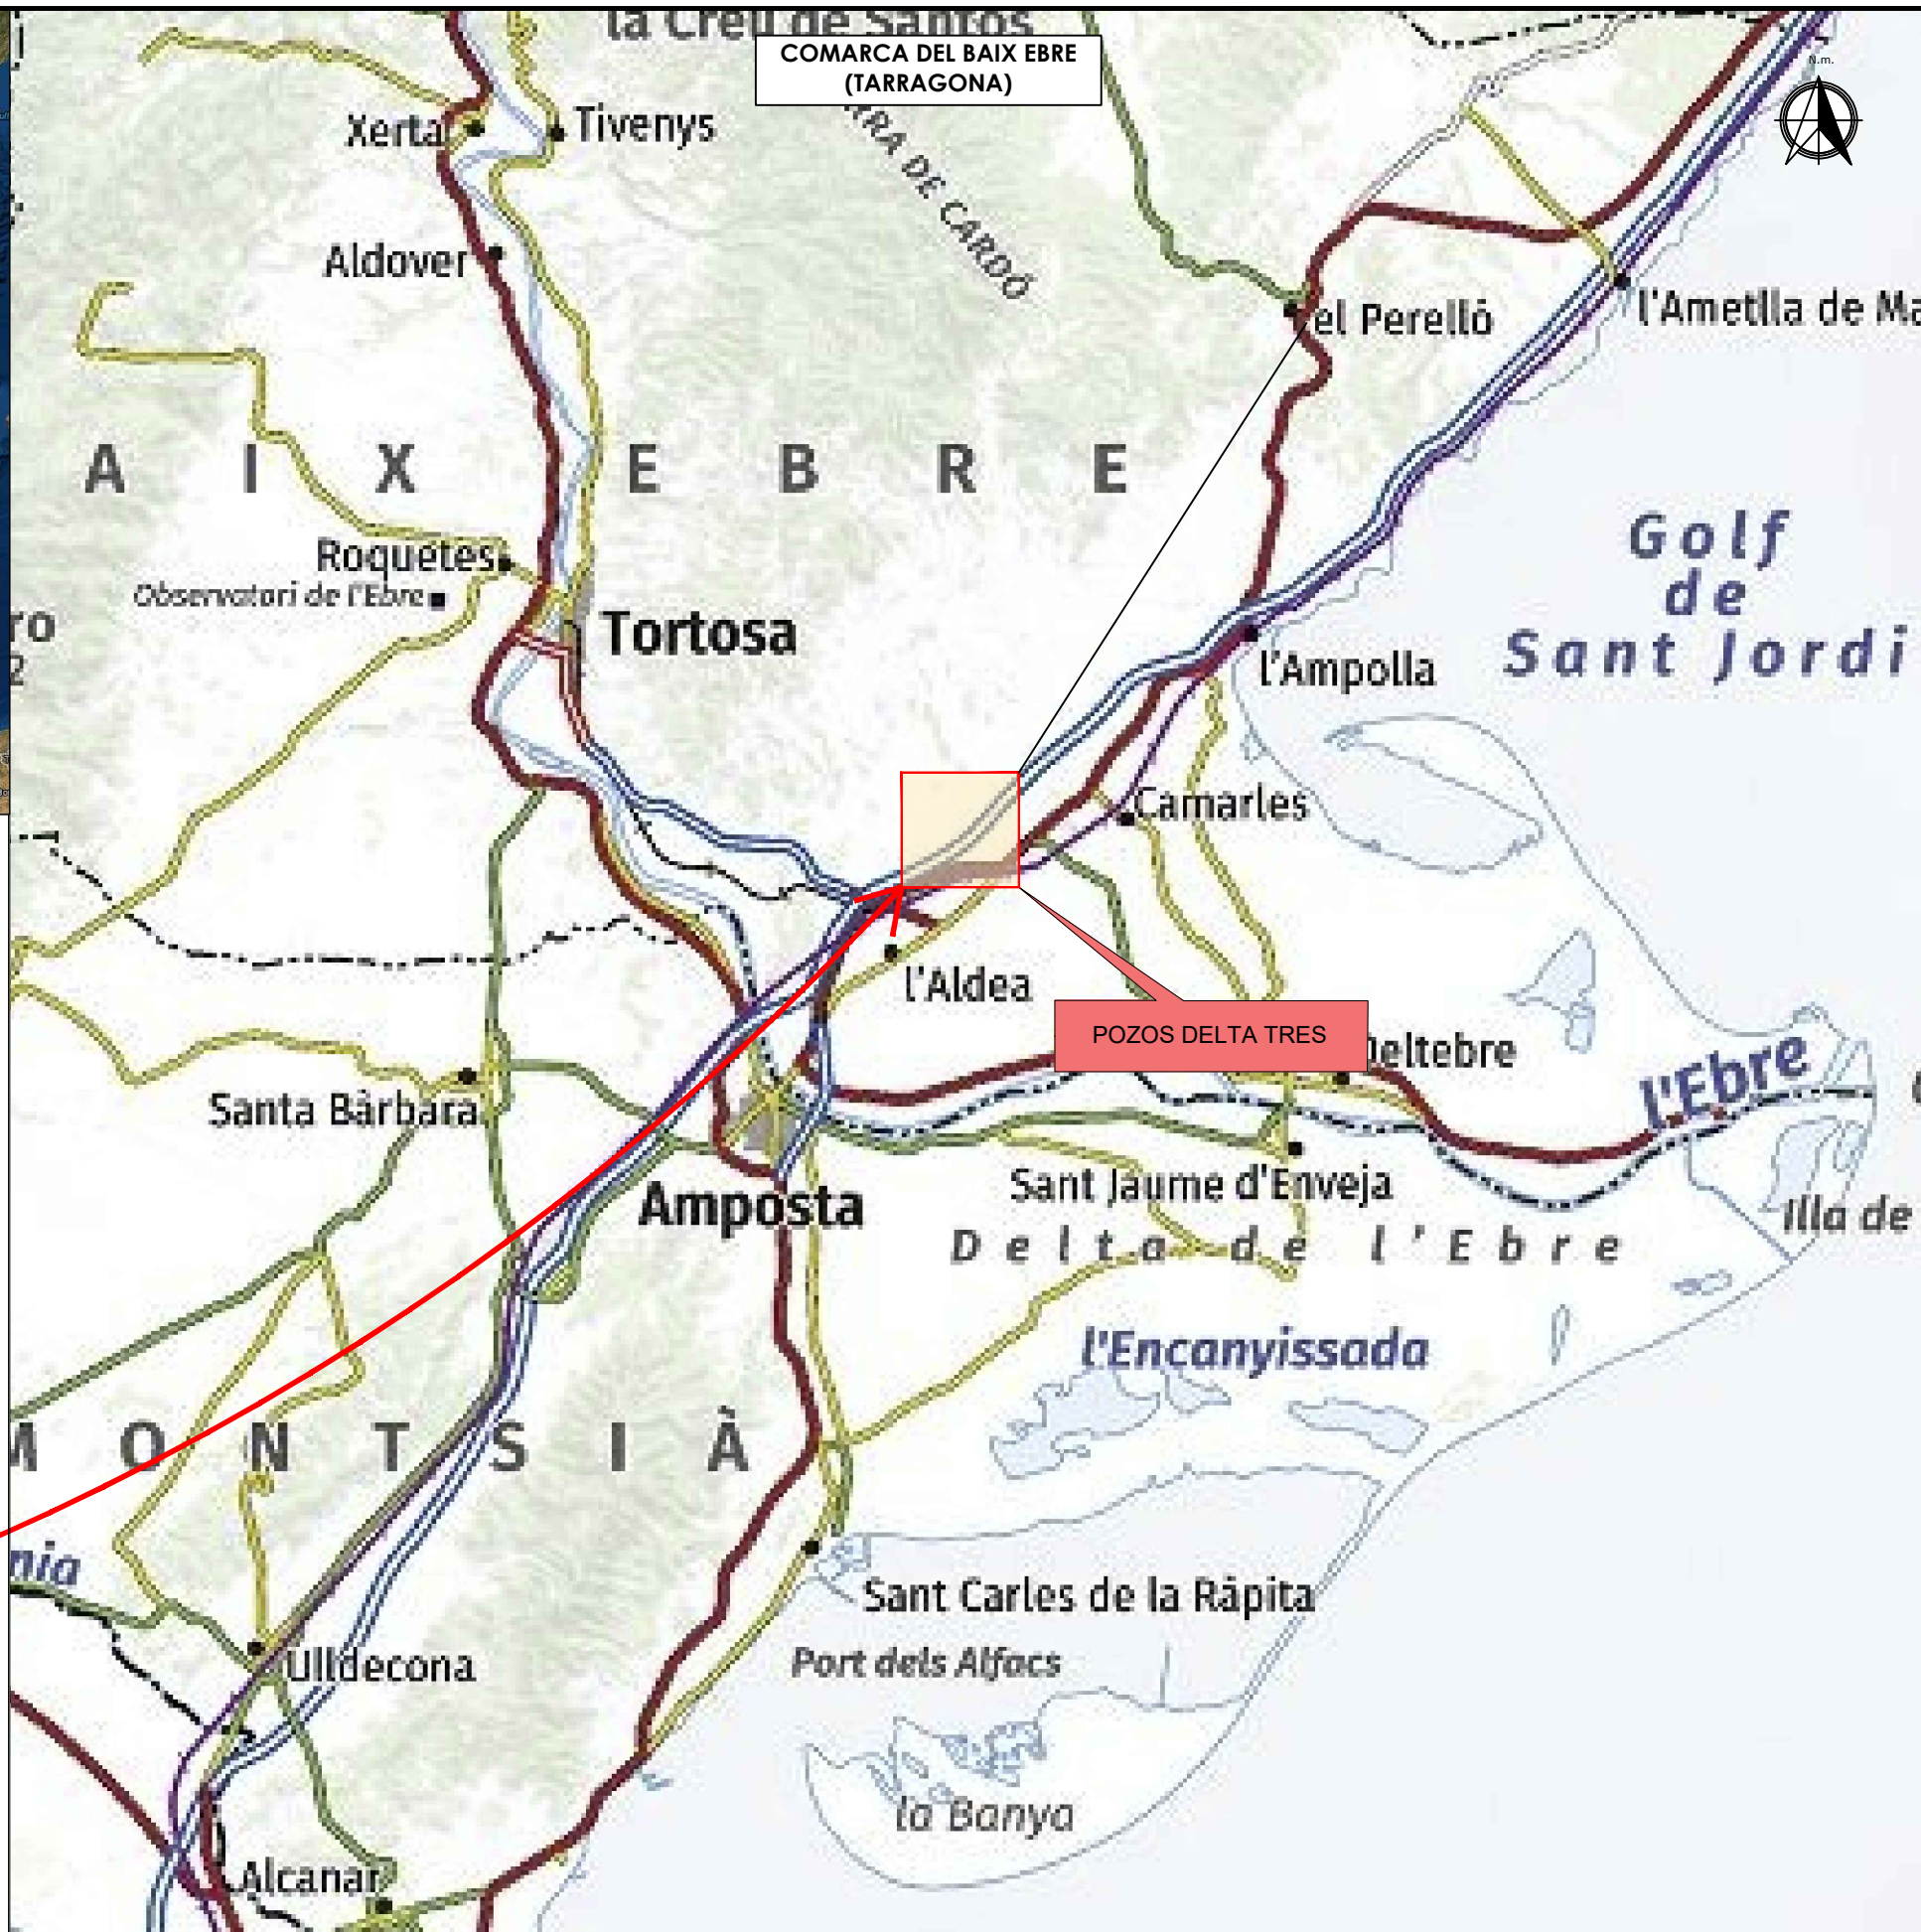 la Creu de Santos
COMARCA DEL BAIX EBRE
(TARRAGONA)
N.m.
Xerta
Tivenys
DE CARDÓ
Aldover
el Perelló
l'Ametlla de Ma
A I X E B R E
Golf
de
Sant Jordi
Roquetes
Observatori de l'Ebre
ro
2
Tortosa
l'Ampolla
Camarles
l'Aldea
POZOS DELTA TRES
Deltebre
l'Ebre
Santa Bàrbara
Sant Jaume d'Enveja
Amposta
Illa de
Delta de l'Ebre
l'Encanyissada
M O N T S I À
nia
Sant Carles de la Ràpita
Ulldecona
Port dels Alfacs
la Banya
Alcanar